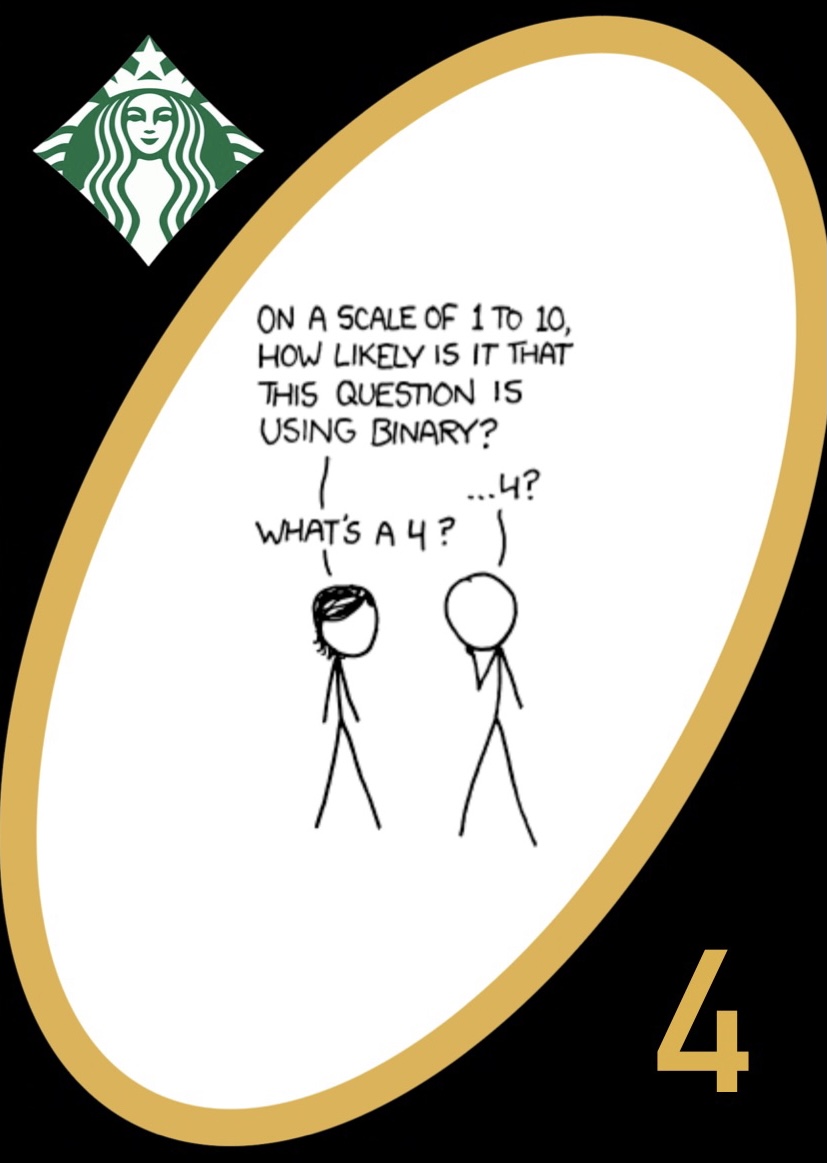 ON A SCALE OF 1 TO 10,
HOW LIKELY IS IT THAT
THIS QUESTION IS
USING BINARY?
...4?
WHAT'S A 4?
4